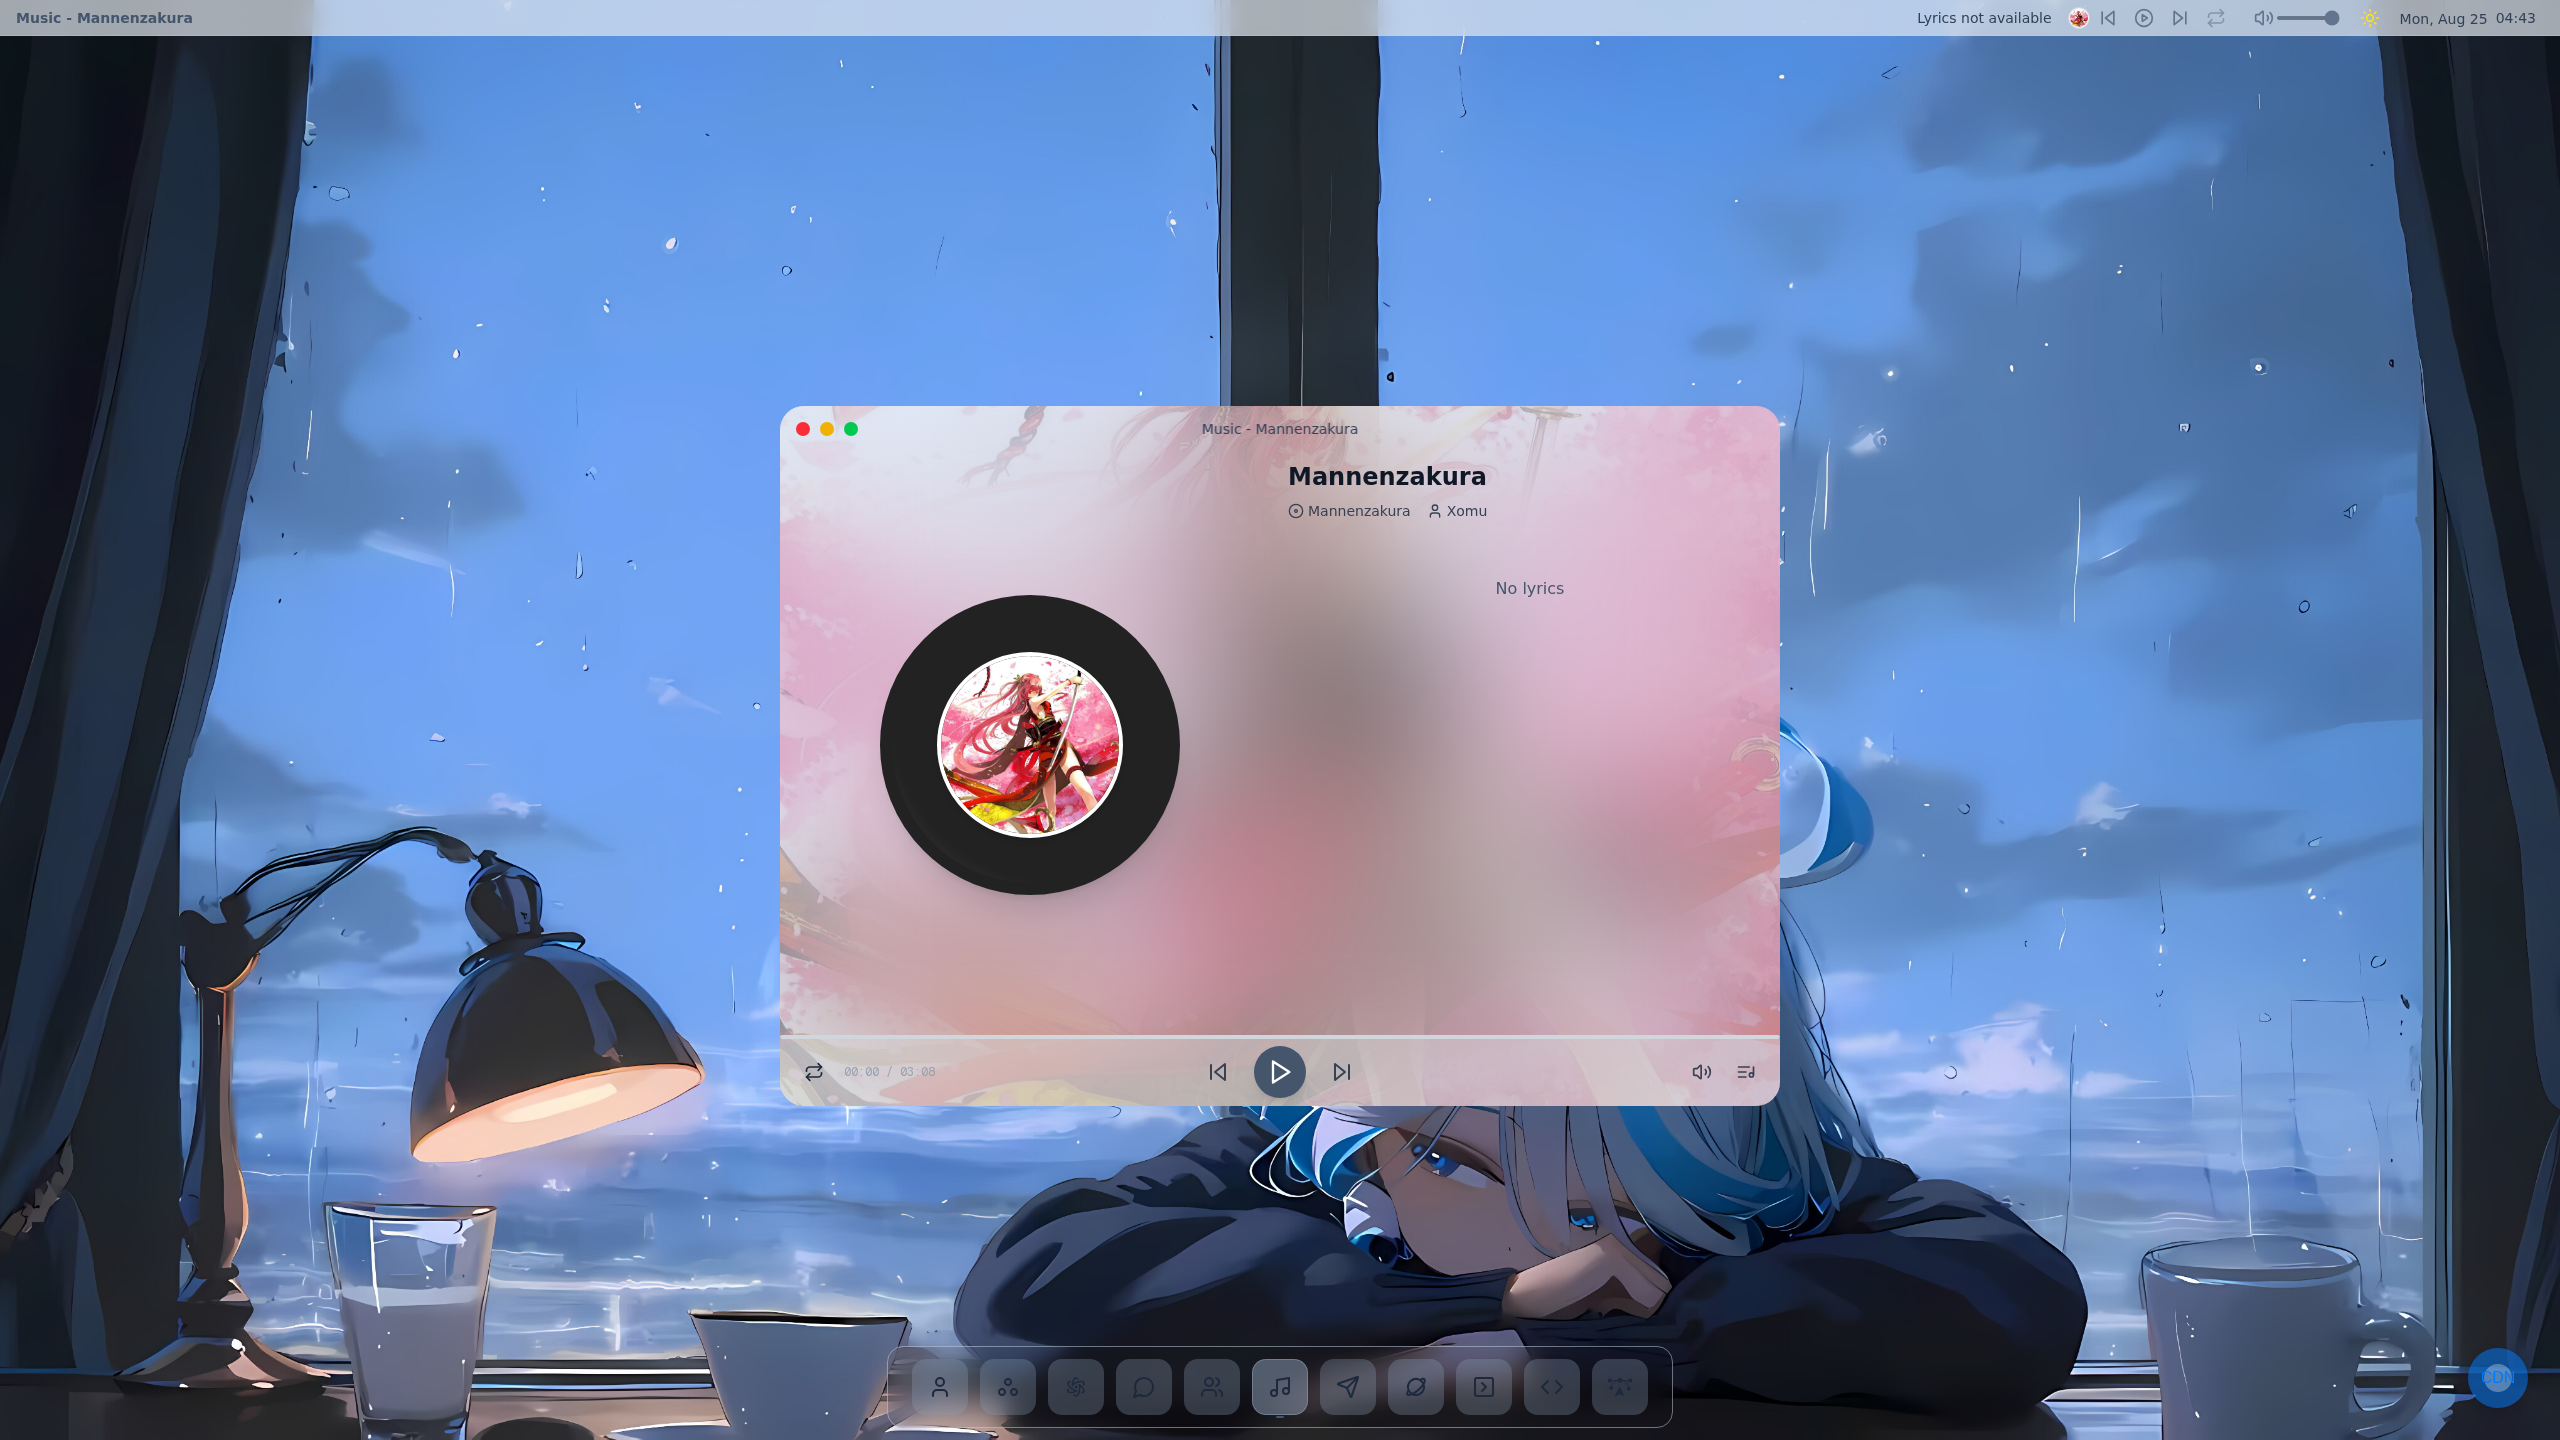 Music - Mannenzakura
Lyrics not available
Mon, Aug 25 04:43
Music - Mannenzakura
Mannenzakura
Mannenzakura Xomu
No lyrics
00:00 / 03:08
CDN